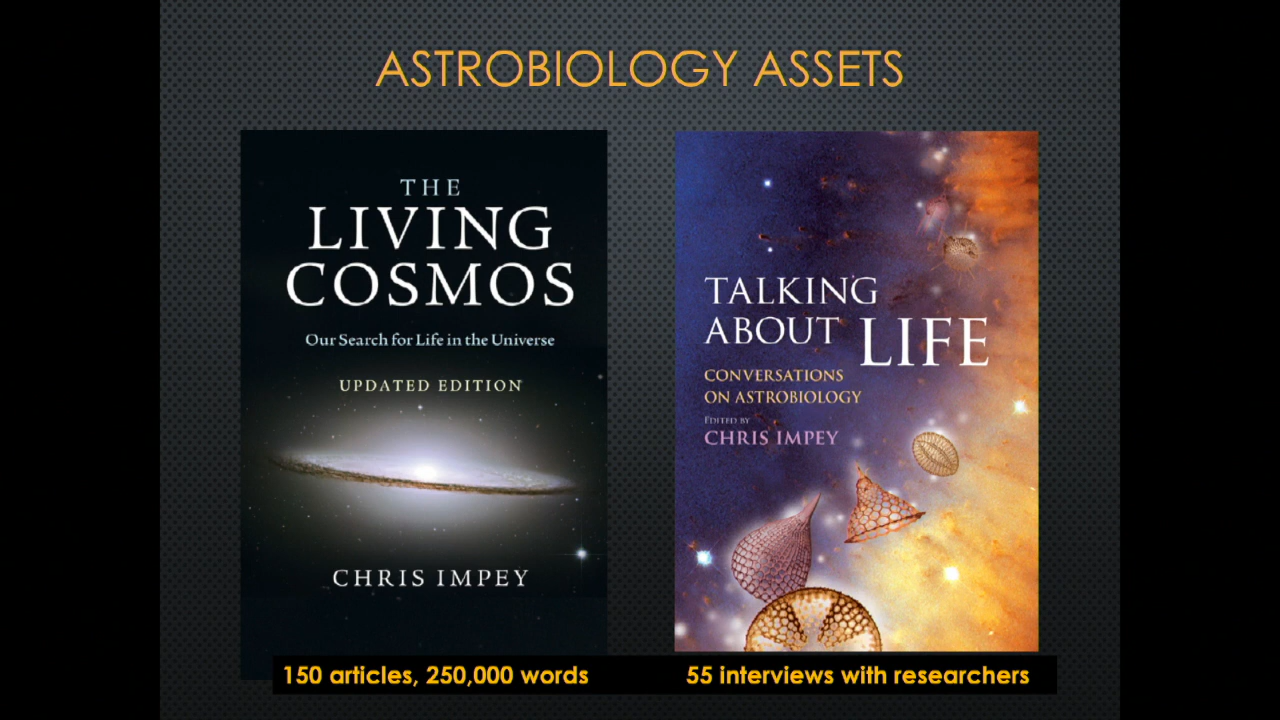 ASTROBIOLOGY ASSETS
THE
LIVING
COSMOS
Our Search for Life in the Universe
UPDATED EDITION
CHRIS IMPEY
150 articles, 250,000 words
TALKING
ABOUT LIFE
CONVERSATIONS
ON ASTROBIOLOGY
EDITED BY
CHRIS IMPEY
55 interviews with researchers